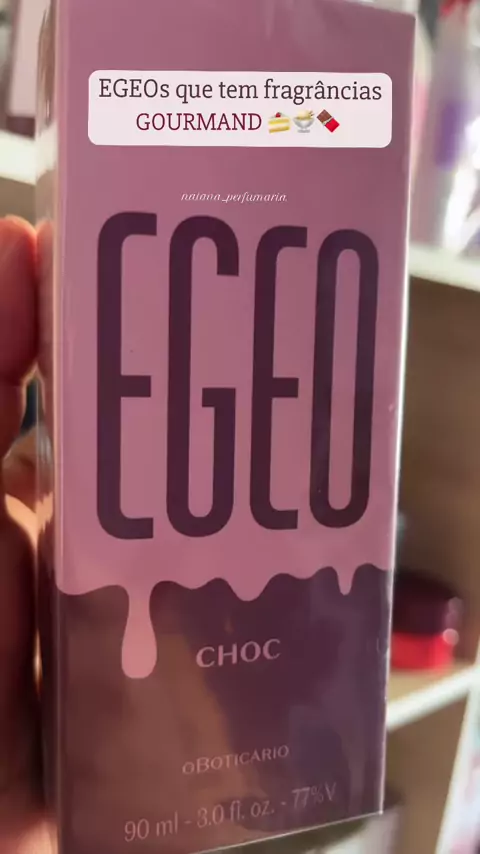 EGEOs que tem fragrâncias
GOURMAND 🍰🍨🍫
naiana_perfumaria
EGEO
CHOC
oBOTICARIO
90 ml - 3.0 fl. oz. - 77%V